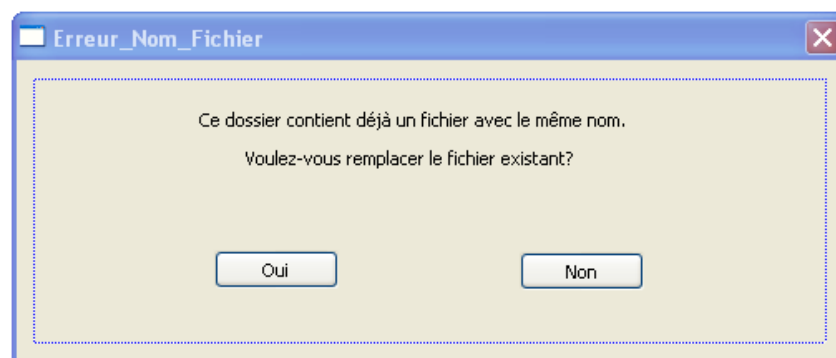 Erreur_Nom_Fichier
Ce dossier contient déjà un fichier avec le même nom.
Voulez-vous remplacer le fichier existant?
Oui
Non